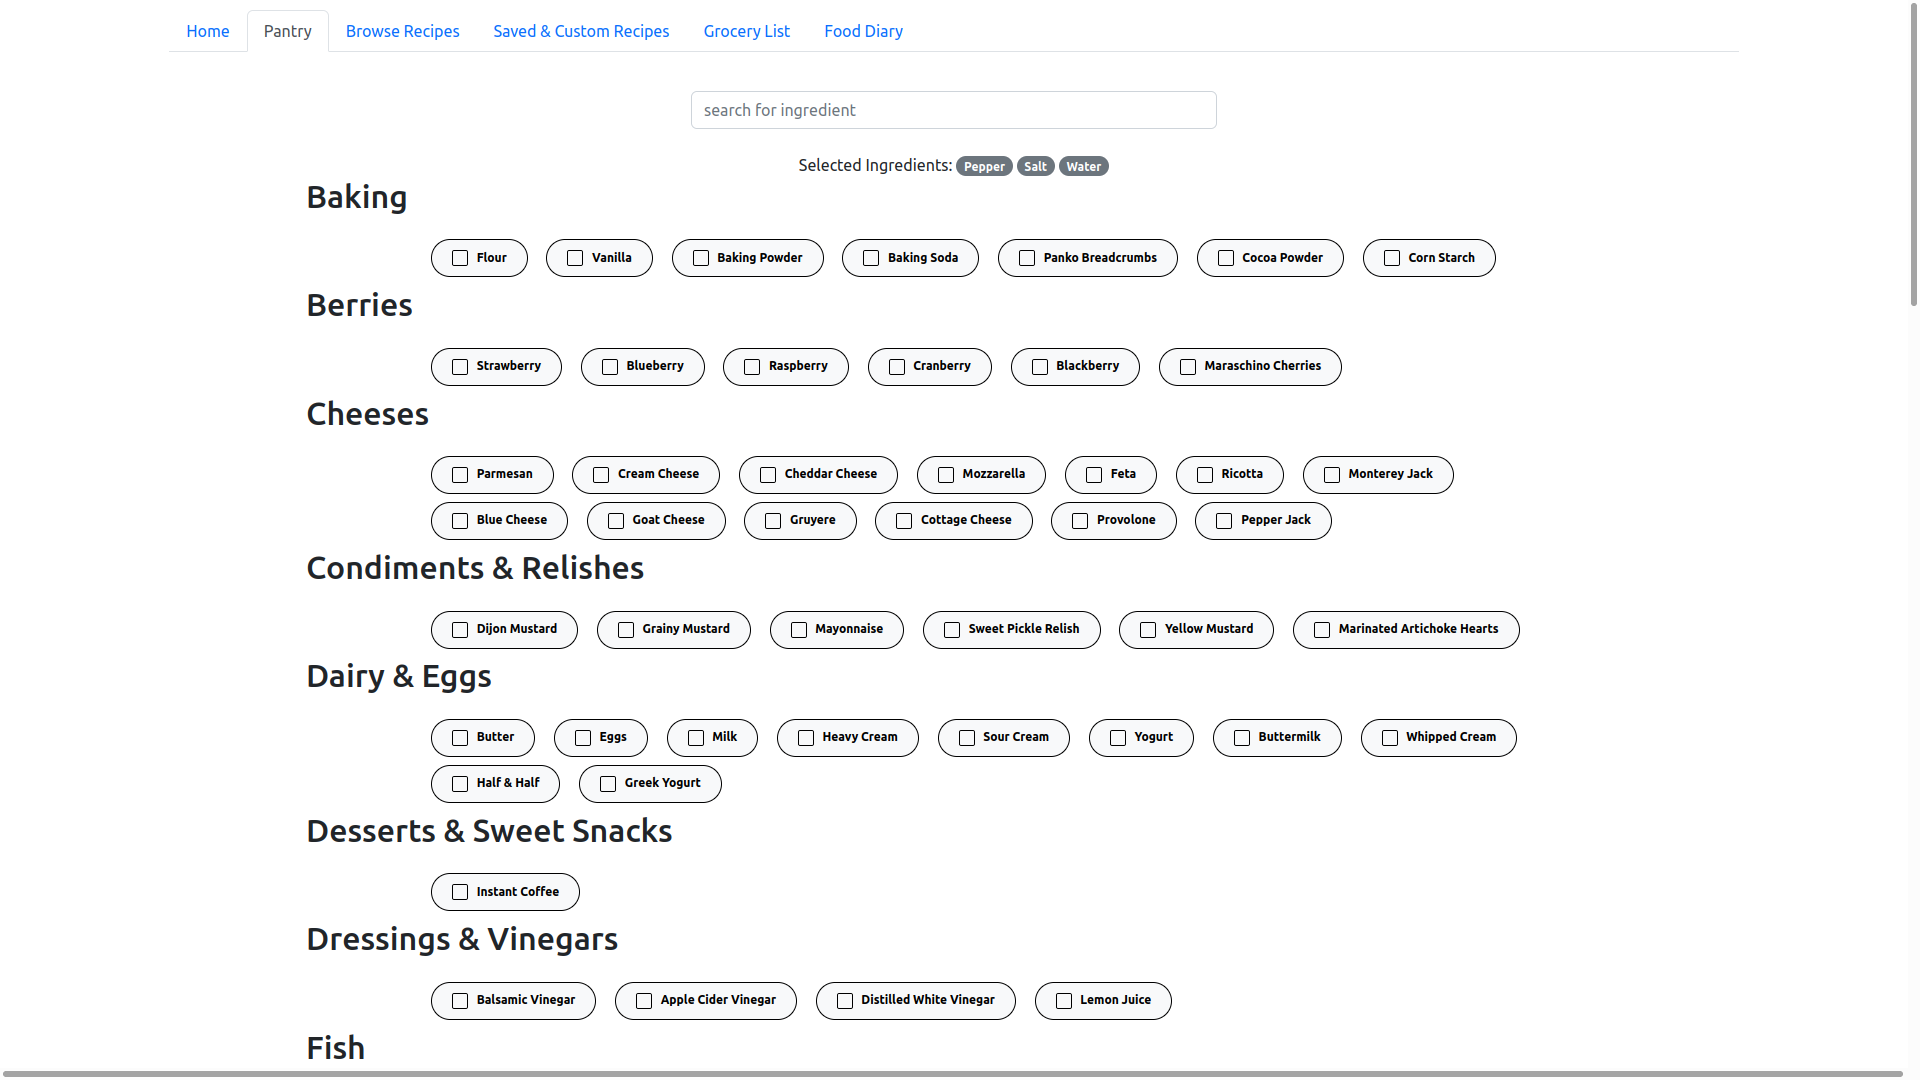 Home Pantry Browse Recipes Saved & Custom Recipes Grocery List Food Diary
search for ingredient
Selected Ingredients: Pepper Salt Water
Baking
Flour Vanilla Baking Powder Baking Soda Panko Breadcrumbs Cocoa Powder Corn Starch
Berries
Strawberry Blueberry Raspberry Cranberry Blackberry Maraschino Cherries
Cheeses
Parmesan Cream Cheese Cheddar Cheese Mozzarella Feta Ricotta Monterey Jack
Blue Cheese Goat Cheese Gruyere Cottage Cheese Provolone Pepper Jack
Condiments & Relishes
Dijon Mustard Grainy Mustard Mayonnaise Sweet Pickle Relish Yellow Mustard Marinated Artichoke Hearts
Dairy & Eggs
Butter Eggs Milk Heavy Cream Sour Cream Yogurt Buttermilk Whipped Cream
Half & Half Greek Yogurt
Desserts & Sweet Snacks
Instant Coffee
Dressings & Vinegars
Balsamic Vinegar Apple Cider Vinegar Distilled White Vinegar Lemon Juice
Fish